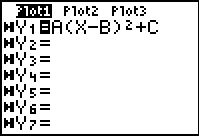 Plot1 Plot2 Plot3
Y₁=A(X-B)²+C
Y₂=
Y₃=
Y₄=
Y₅=
Y₆=
Y₇=